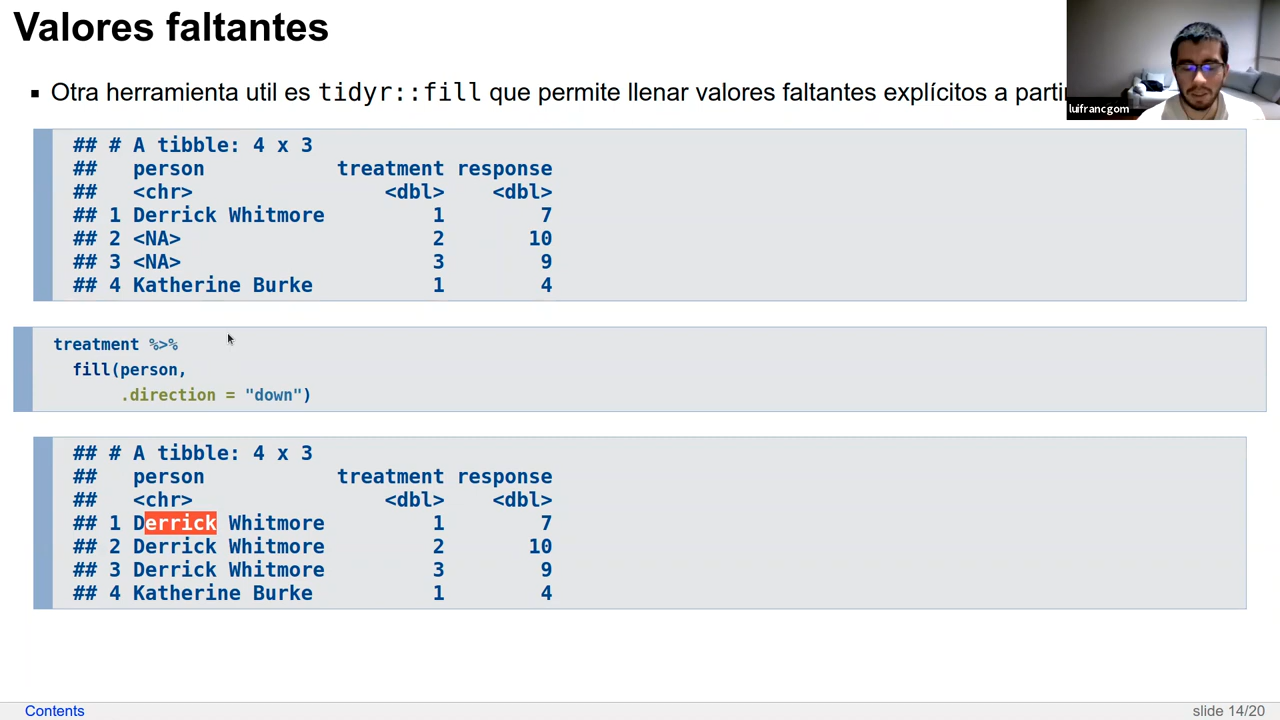 Valores faltantes
Otra herramienta util es tidyr::fill que permite llenar valores faltantes explícitos a
luifrancgom
## # A tibble: 4 x 3
## person treatment response
## <chr> <dbl> <dbl>
## 1 Derrick Whitmore 1 7
## 2 <NA> 2 10
## 3 <NA> 3 9
## 4 Katherine Burke 1 4
treatment %>%
fill(person,
.direction = "down")
## # A tibble: 4 x 3
## person treatment response
## <chr> <dbl> <dbl>
## 1 Derrick Whitmore 1 7
## 2 Derrick Whitmore 2 10
## 3 Derrick Whitmore 3 9
## 4 Katherine Burke 1 4
Contents
slide 14/20